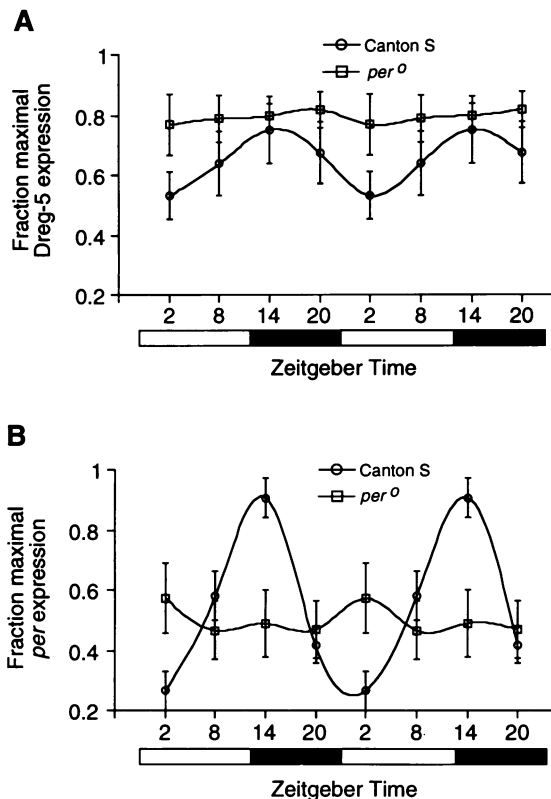 A
Canton S
per o
1
0.8
0.6
0.4
0.2
Fraction maximal
Dreg-5 expression
2 8 14 20 2 8 14 20
Zeitgeber Time
B
Canton S
per o
1
0.8
0.6
0.4
0.2
Fraction maximal
per expression
2 8 14 20 2 8 14 20
Zeitgeber Time